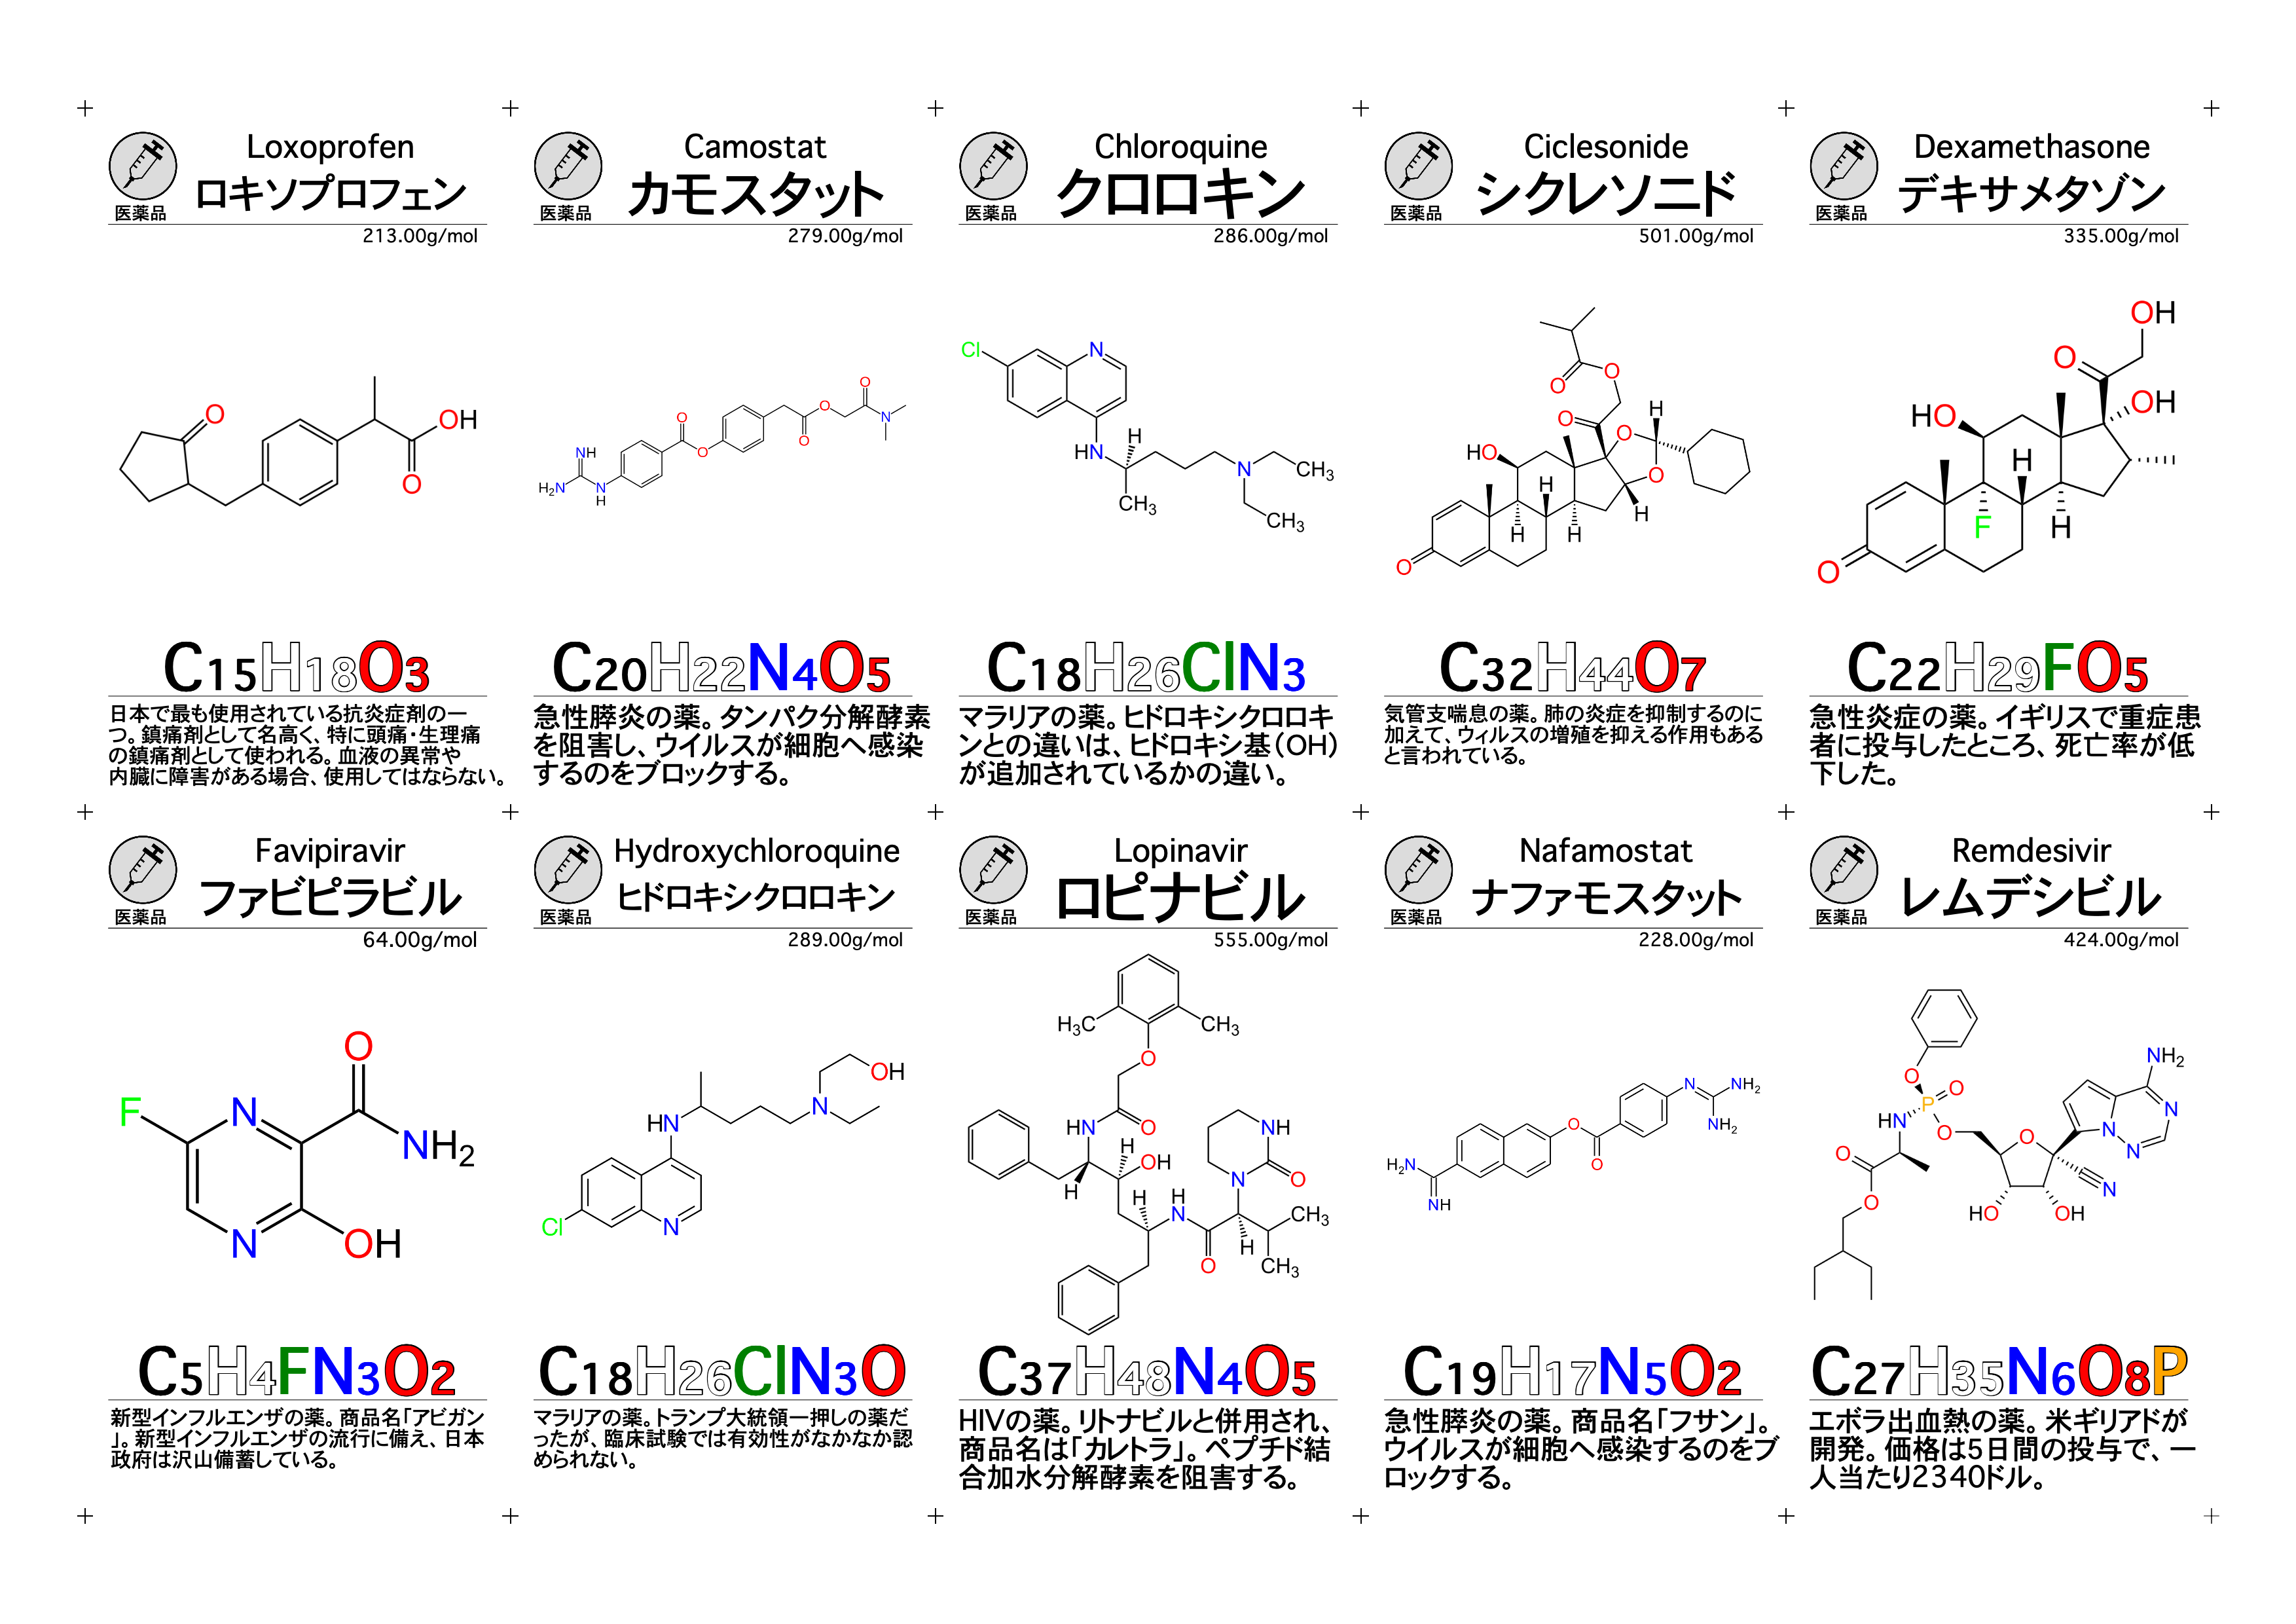 Loxoprofen
ロキソプロフェン
医薬品
213.00g/mol
O
OH
O
C15H18O3
日本で最も使用されている抗炎症剤の一
つ。鎮痛剤として名高く、特に頭痛・生理痛
の鎮痛剤として使われる。血液の異常や
内臓に障害がある場合、使用してはならない。
Camostat
カモスタット
医薬品
279.00g/mol
O
O
O
O
N
O
O
NH
H2N
N
H
C20H22N4O5
急性膵炎の薬。タンパク分解酵素
を阻害し、ウイルスが細胞へ感染
するのをブロックする。
Chloroquine
クロロキン
医薬品
286.00g/mol
Cl
N
H
HN
N
CH3
CH3
CH3
C18H26ClN3
マラリアの薬。ヒドロキシクロロキ
ンとの違いは、ヒドロキシ基（OH）
が追加されているかの違い。
Ciclesonide
シクレソニド
医薬品
501.00g/mol
O
O
O
H
O
HO
O
H
H
H
H
O
C32H44O7
気管支喘息の薬。肺の炎症を抑制するのに
加えて、ウィルスの増殖を抑える作用もある
と言われている。
Dexamethasone
デキサメタゾン
医薬品
335.00g/mol
OH
O
HO
OH
H
F
H
O
C22H29FO5
急性炎症の薬。イギリスで重症患
者に投与したところ、死亡率が低
下した。
Favipiravir
ファビピラビル
医薬品
64.00g/mol
O
F
N
NH2
N
OH
C5H4FN3O2
新型インフルエンザの薬。商品名「アビガン
」。新型インフルエンザの流行に備え、日本
政府は沢山備蓄している。
Hydroxychloroquine
ヒドロキシクロロキン
医薬品
289.00g/mol
OH
HN
N
Cl
N
C18H26ClN3O
マラリアの薬。トランプ大統領一押しの薬だ
ったが、臨床試験では有効性がなかなか認
められない。
Lopinavir
ロピナビル
医薬品
555.00g/mol
H3C
CH3
O
HN
O
NH
H
OH
N
O
H
H
H
N
CH3
H
O
CH3
C37H48N4O5
HIVの薬。リトナビルと併用され、
商品名は「カレトラ」。ペプチド結
合加水分解酵素を阻害する。
Nafamostat
ナファモスタット
医薬品
228.00g/mol
N
NH2
O
NH2
H2N
O
NH
C19H17N5O2
急性膵炎の薬。商品名「フサン」。
ウイルスが細胞へ感染するのをブ
ロックする。
Remdesivir
レムデシビル
医薬品
424.00g/mol
NH2
O
O
P
N
HN
O
O
N
N
O
N
O
HO
OH
C27H35N6O8P
エボラ出血熱の薬。米ギリアドが
開発。価格は5日間の投与で、一
人当たり2340ドル。